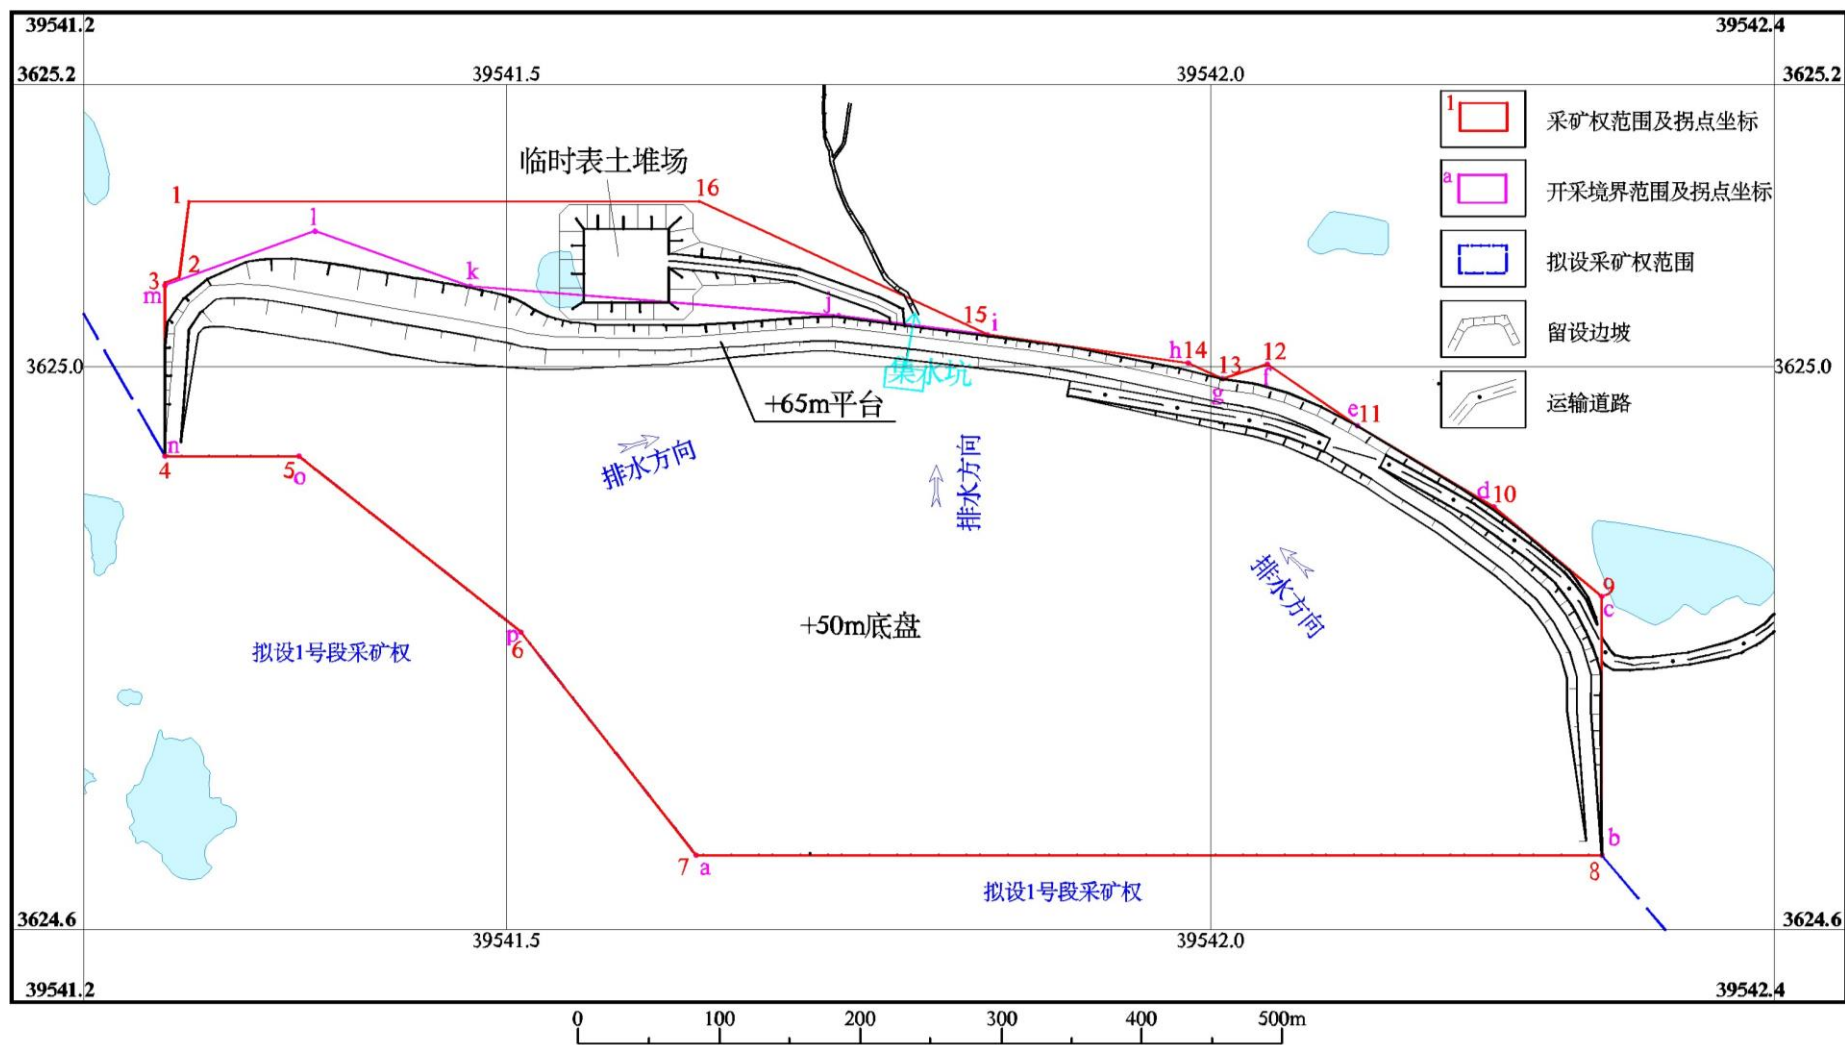 39541.2
39542.4
3625.2
39541.5
39542.0
3625.2
1
采矿权范围及拐点坐标
临时表土堆场
a
开采境界范围及拐点坐标
1
16
l
拟设采矿权范围
2
k
3
m
j
15
i
留设边坡
h
14
13
12
f
3625.0
集水坑
3625.0
g
+65m平台
e
11
运输道路
n
排水方向
排水方向
4
5
o
d
10
排水方向
9
c
p
6
+50m底盘
拟设1号段采矿权
b
7
a
8
拟设1号段采矿权
3624.6
39541.5
39542.0
3624.6
39541.2
39542.4
0
100
200
300
400
500m